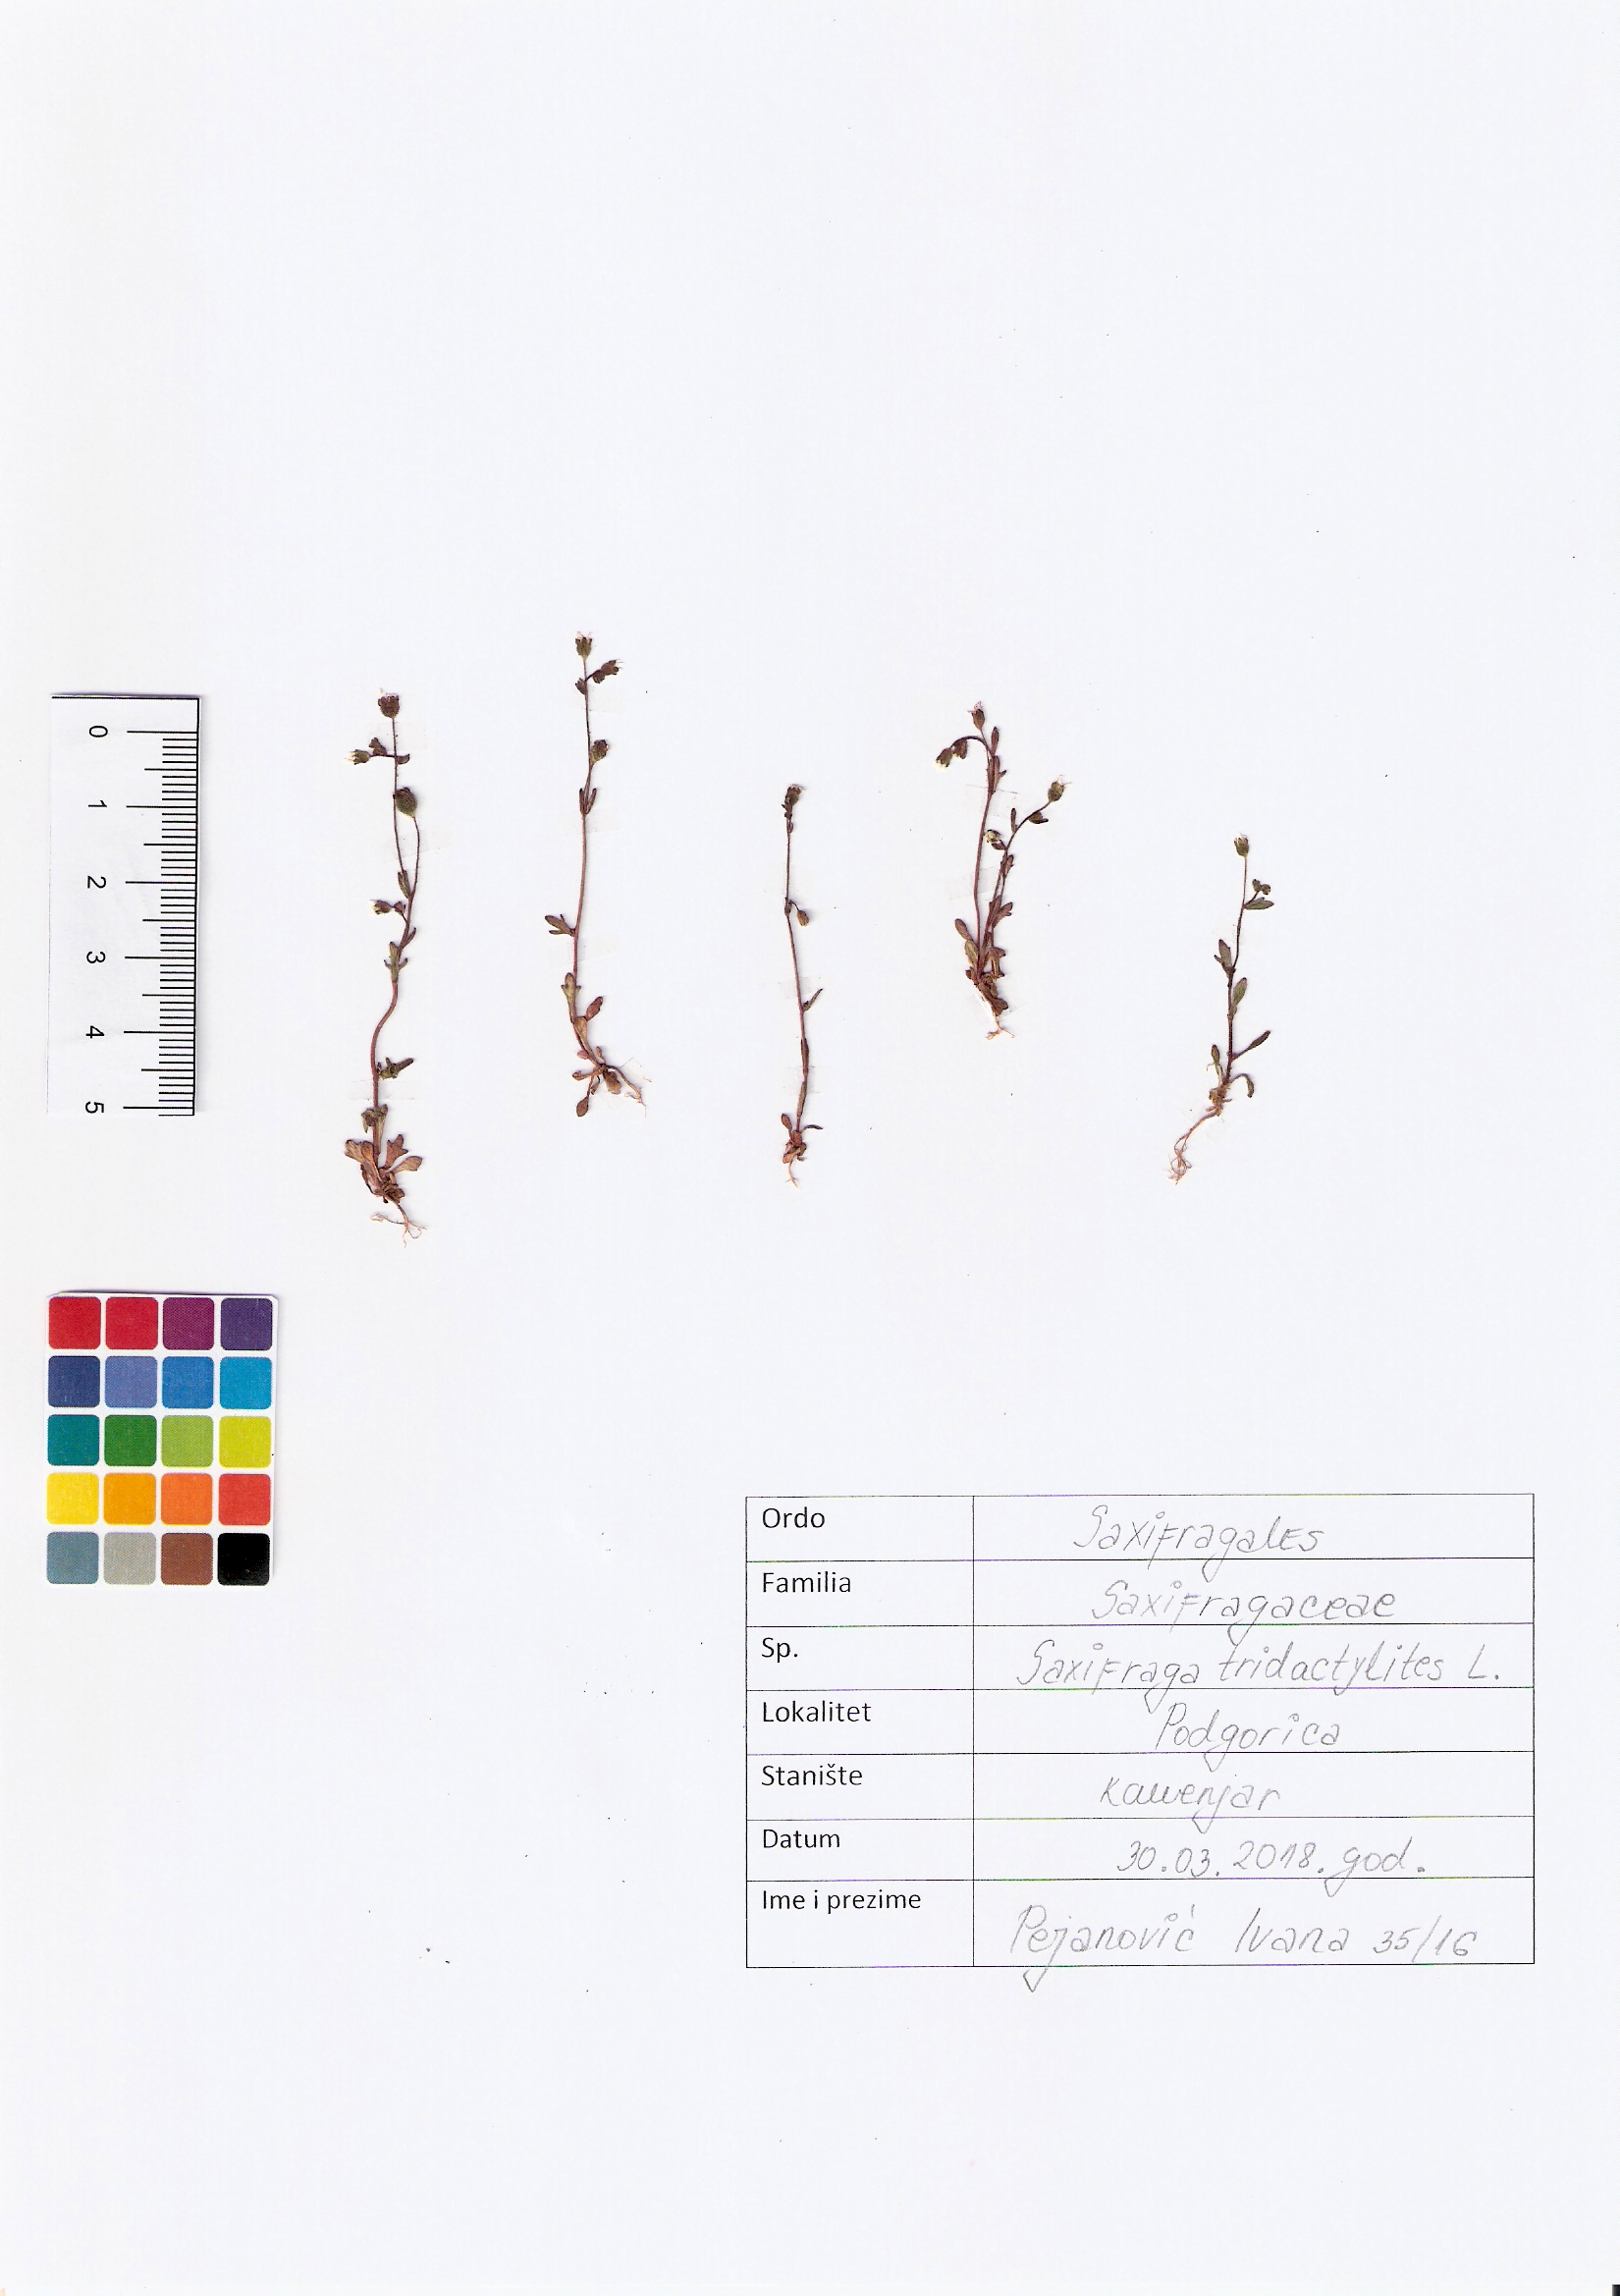 0
1
2
3
4
5
Ordo Saxifragales
Familia Saxifragaceae
Sp. Saxifraga tridactylites L.
Lokalitet Podgorica
Stanište Kamenjar
Datum 30.03.2018. god.
Ime i prezime Pejanović Ivana 35/16